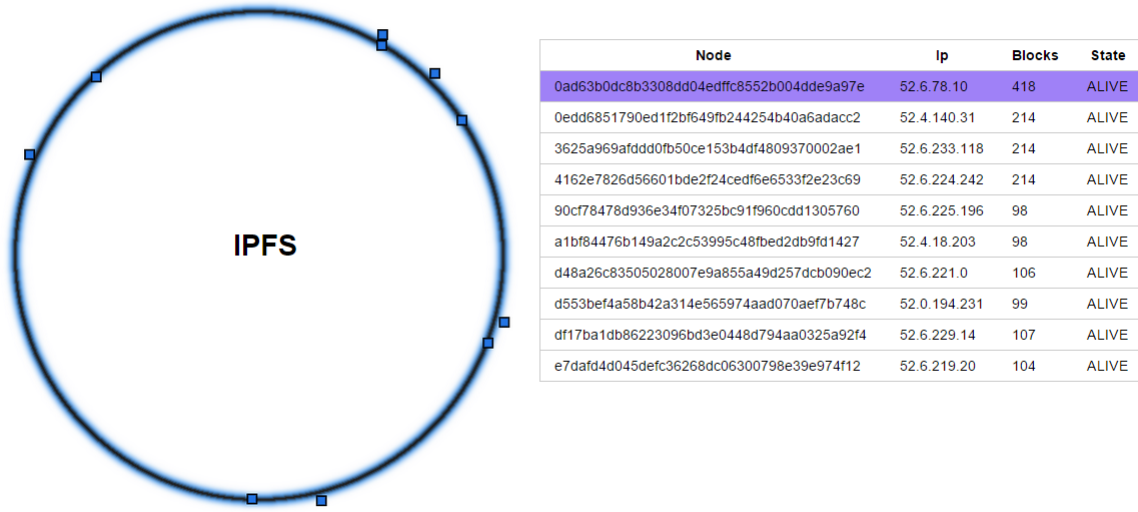 IPFS
Node Ip Blocks State
0ad63b0dc8b3308dd04edffc8552b004dde9a97e 52.6.78.10 418 ALIVE
0edd6851790ed1f2bf649fb244254b40a6adacc2 52.4.140.31 214 ALIVE
3625a969afddd0fb50ce153b4df4809370002ae1 52.6.233.118 214 ALIVE
4162e7826d56601bde2f24cedf6e6533f2e23c69 52.6.224.242 214 ALIVE
90cf78478d936e34f07325bc91f960cdd1305760 52.6.225.196 98 ALIVE
a1bf84476b149a2c2c53995c48fbed2db9fd1427 52.4.18.203 98 ALIVE
d48a26c83505028007e9a855a49d257dcb090ec2 52.6.221.0 106 ALIVE
d553bef4a58b42a314e565974aad070aef7b748c 52.0.194.231 99 ALIVE
df17ba1db86223096bd3e0448d794aa0325a92f4 52.6.229.14 107 ALIVE
e7dafd4d045defc36268dc06300798e39e974f12 52.6.219.20 104 ALIVE